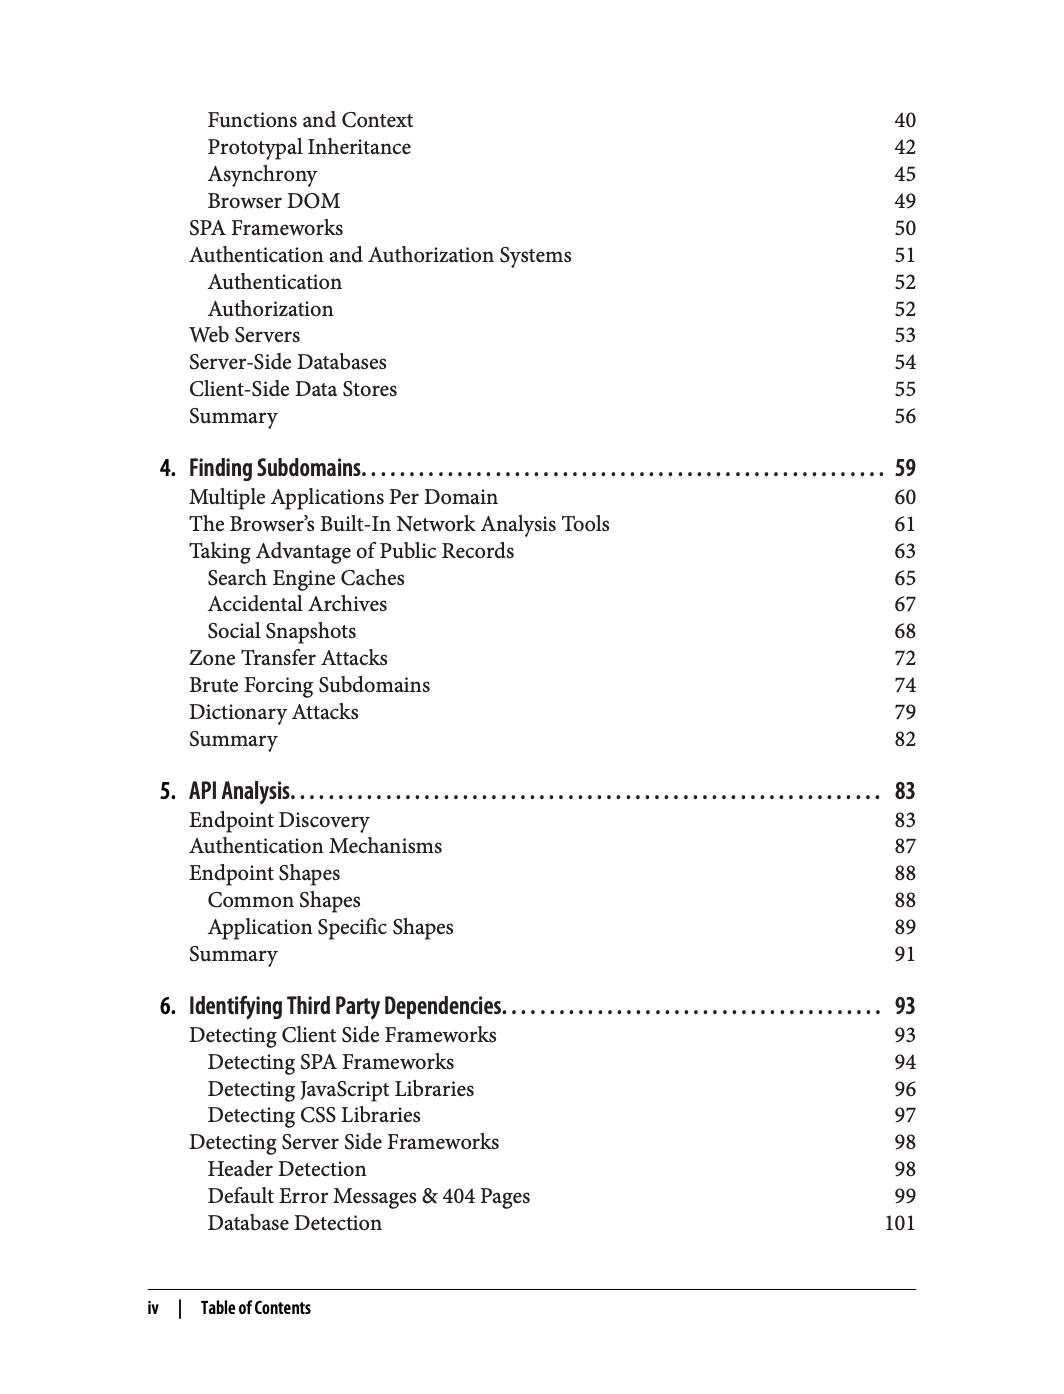 Functions and Context 40
Prototypal Inheritance 42
Asynchrony 45
Browser DOM 49
SPA Frameworks 50
Authentication and Authorization Systems 51
Authentication 52
Authorization 52
Web Servers 53
Server-Side Databases 54
Client-Side Data Stores 55
Summary 56
4. Finding Subdomains. . . . . . . . . . . . . . . . . . . . . . . . . . . . . . . . . . . . . . . . . . . . . . . . . . . . . . . 59
Multiple Applications Per Domain 60
The Browser’s Built-In Network Analysis Tools 61
Taking Advantage of Public Records 63
Search Engine Caches 65
Accidental Archives 67
Social Snapshots 68
Zone Transfer Attacks 72
Brute Forcing Subdomains 74
Dictionary Attacks 79
Summary 82
5. API Analysis. . . . . . . . . . . . . . . . . . . . . . . . . . . . . . . . . . . . . . . . . . . . . . . . . . . . . . . . . . . . . . 83
Endpoint Discovery 83
Authentication Mechanisms 87
Endpoint Shapes 88
Common Shapes 88
Application Specific Shapes 89
Summary 91
6. Identifying Third Party Dependencies. . . . . . . . . . . . . . . . . . . . . . . . . . . . . . . . . . . . . . . . 93
Detecting Client Side Frameworks 93
Detecting SPA Frameworks 94
Detecting JavaScript Libraries 96
Detecting CSS Libraries 97
Detecting Server Side Frameworks 98
Header Detection 98
Default Error Messages & 404 Pages 99
Database Detection 101
iv | Table of Contents